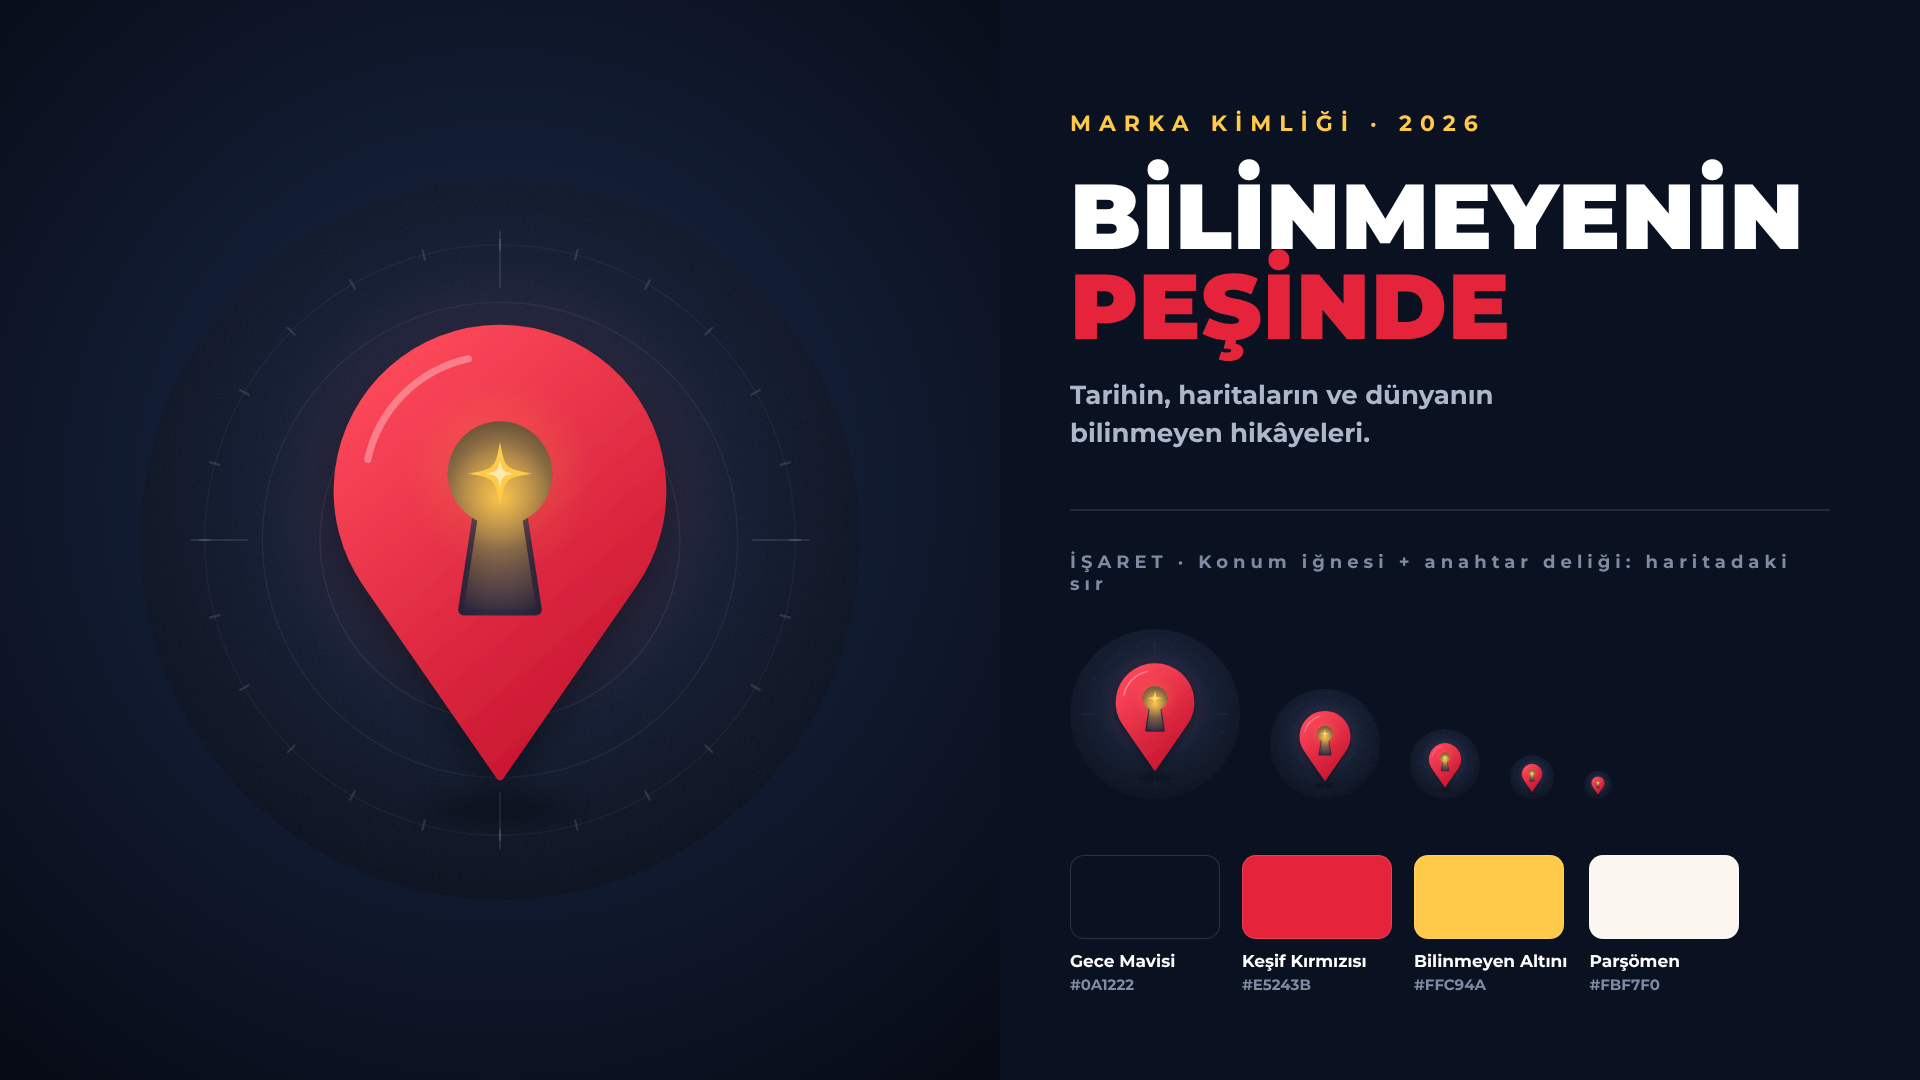 MARKA KİMLİĞİ · 2026
BİLİNMEYENİN
PEŞİNDE
Tarihin, haritaların ve dünyanın
bilinmeyen hikâyeleri.
İŞARET · Konum iğnesi + anahtar deliği: haritadaki
sır
Gece Mavisi
#0A1222
Keşif Kırmızısı
#E5243B
Bilinmeyen Altını
#FFC94A
Parşömen
#FBF7F0